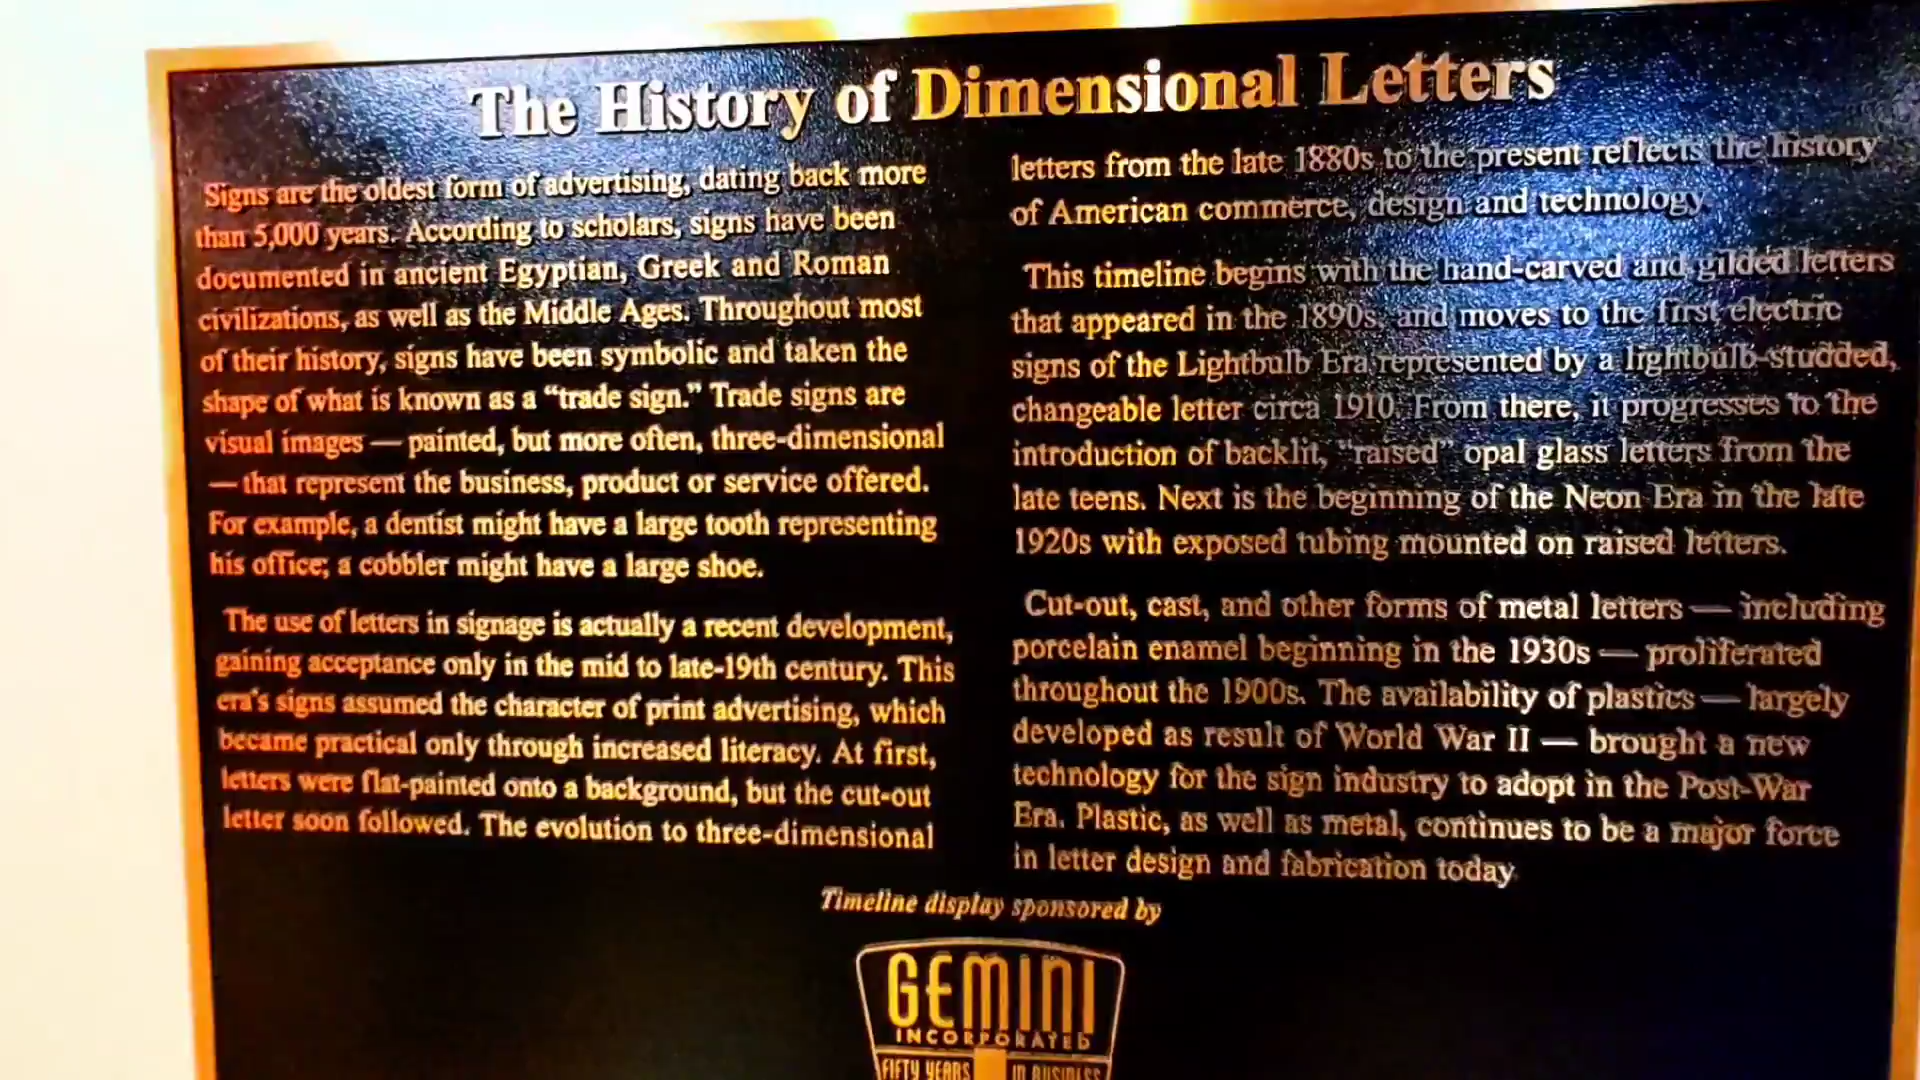 The History of Dimensional Letters
Signs are the oldest form of advertising, dating back more
than 5,000 years. According to scholars, signs have been
documented in ancient Egyptian, Greek and Roman
civilizations, as well as the Middle Ages. Throughout most
of their history, signs have been symbolic and taken the
shape of what is known as a “trade sign.” Trade signs are
visual images — painted, but more often, three-dimensional
— that represent the business, product or service offered.
For example, a dentist might have a large tooth representing
his office; a cobbler might have a large shoe.
The use of letters in signage is actually a recent development,
gaining acceptance only in the mid to late-19th century. This
era's signs assumed the character of print advertising, which
became practical only through increased literacy. At first,
letters were flat-painted onto a background, but the cut-out
letter soon followed. The evolution to three-dimensional
letters from the late 1880s to the present reflects the history
of American commerce, design and technology.
This timeline begins with the hand-carved and gilded letters
that appeared in the 1890s, and moves to the first electric
signs of the Lightbulb Era represented by a lightbulb-studded,
changeable letter circa 1910. From there, it progresses to the
introduction of backlit, “raised” opal glass letters from the
late teens. Next is the beginning of the Neon Era in the late
1920s with exposed tubing mounted on raised letters.
Cut-out, cast, and other forms of metal letters — including
porcelain enamel beginning in the 1930s — proliferated
throughout the 1900s. The availability of plastics — largely
developed as result of World War II — brought a new
technology for the sign industry to adopt in the Post-War
Era. Plastic, as well as metal, continues to be a major force
in letter design and fabrication today.
Timeline display sponsored by
GEMINI
INCORPORATED
FIFTY YEARS IN BUSINESS